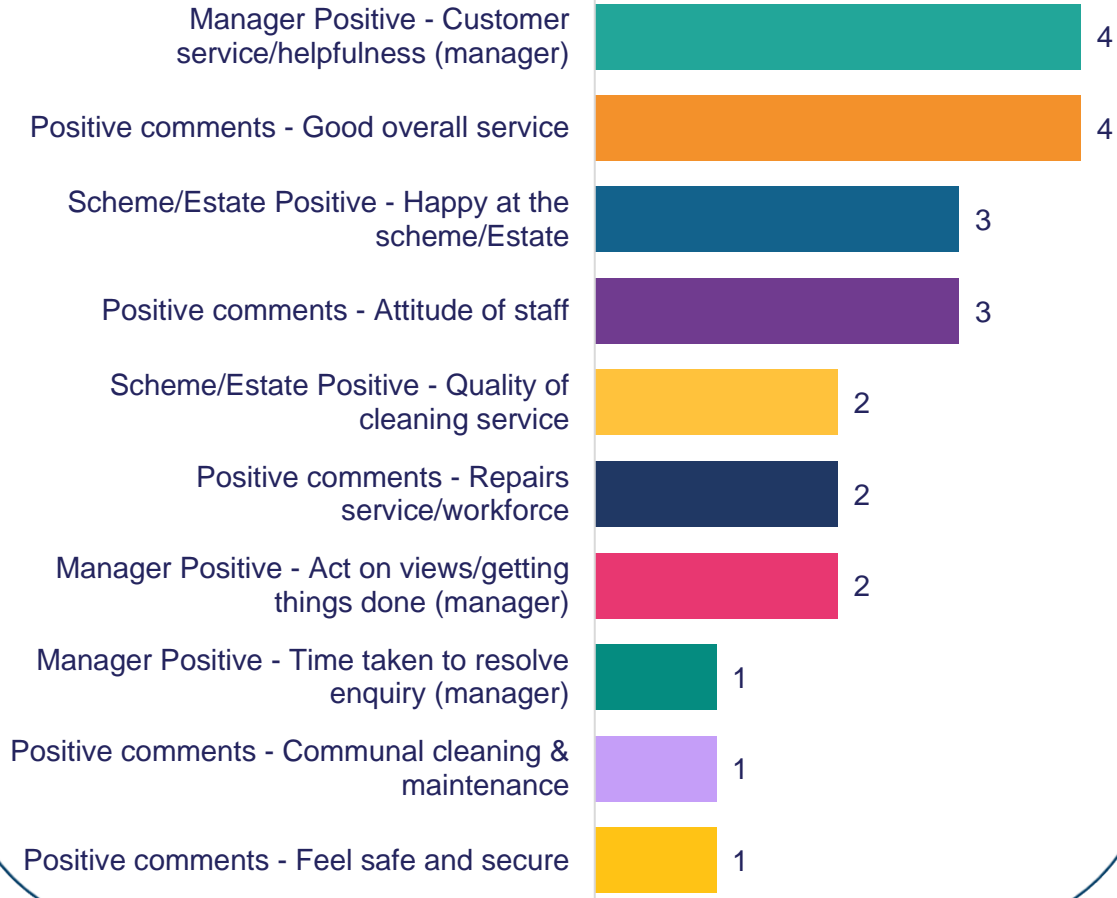 Manager Positive - Customer
service/helpfulness (manager)
4
Positive comments - Good overall service
4
Scheme/Estate Positive - Happy at the
scheme/Estate
3
Positive comments - Attitude of staff
3
Scheme/Estate Positive - Quality of
cleaning service
2
Positive comments - Repairs
service/workforce
2
Manager Positive - Act on views/getting
things done (manager)
2
Manager Positive - Time taken to resolve
enquiry (manager)
1
Positive comments - Communal cleaning &
maintenance
1
Positive comments - Feel safe and secure
1